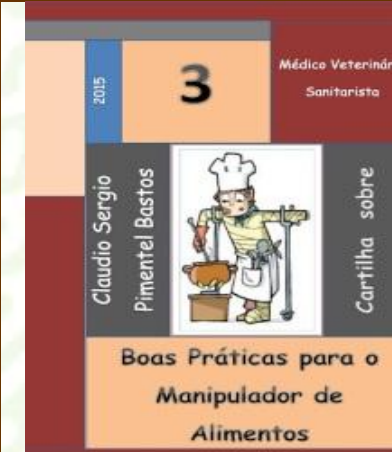 2015
3
Médico Veterinár
Sanitarista
Claudio Sergio
Pimentel Bastos
Cartilha sobre
Boas Práticas para o
Manipulador de
Alimentos